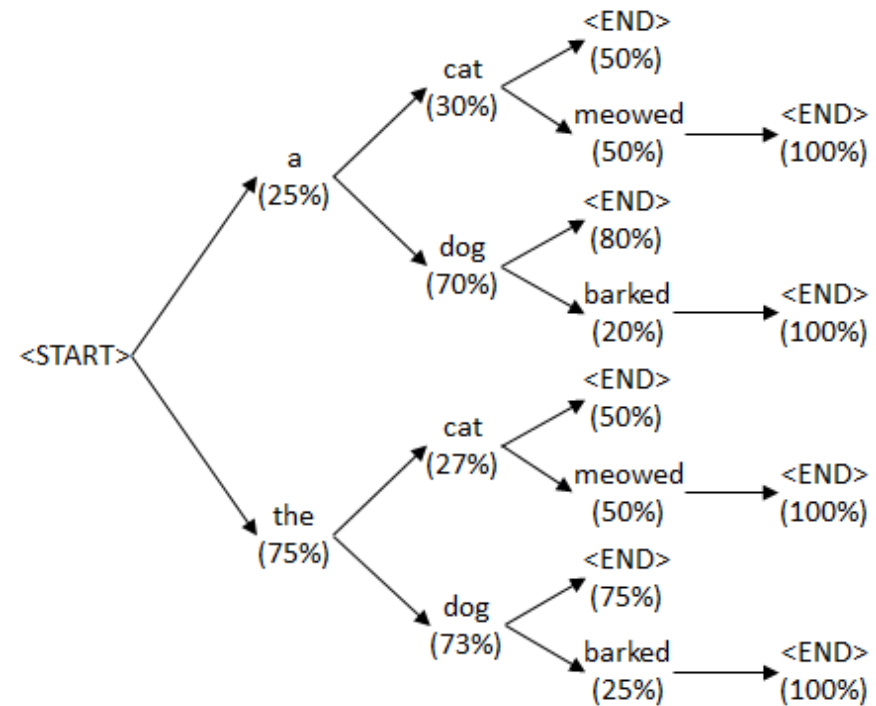 <END>
(50%)
cat
(30%)
meowed
(50%)
<END>
(100%)
a
(25%)
<END>
(80%)
dog
(70%)
barked
(20%)
<END>
(100%)
<START>
<END>
(50%)
cat
(27%)
meowed
(50%)
<END>
(100%)
the
(75%)
<END>
(75%)
dog
(73%)
barked
(25%)
<END>
(100%)